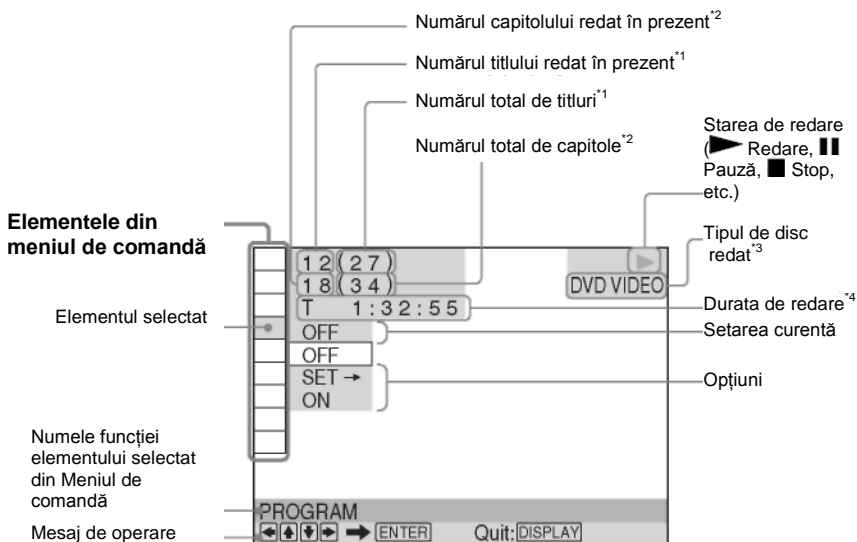 Numărul capitolului redat în prezent*2
Numărul titlului redat în prezent*1
Numărul total de titluri*1
Numărul total de capitole*2
Starea de redare
(▶ Redare, ▮▮
Pauză, ■ Stop,
etc.)
Elementele din
meniul de comandă
Tipul de disc
redat*3
12(27)
18(34)
DVD VIDEO
T 1:32:55
Durata de redare*4
Elementul selectat
OFF
Setarea curentă
OFF
SET →
ON
Opțiuni
Numele funcției
elementului selectat
din Meniul de
comandă
PROGRAM
Mesaj de operare
←↑↓→ ➡ ENTER Quit: DISPLAY